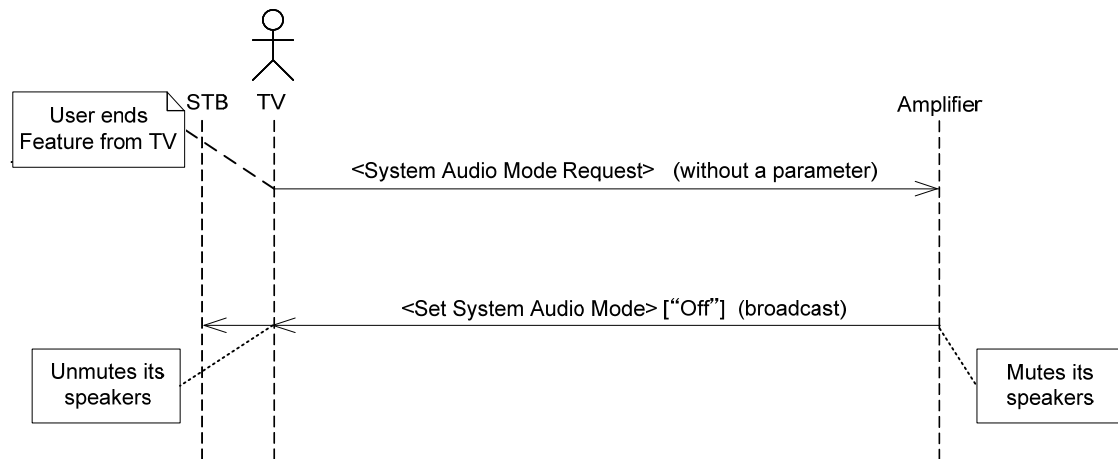 User ends
Feature from TV
STB
TV
Amplifier
<System Audio Mode Request> (without a parameter)
<Set System Audio Mode> [“Off”] (broadcast)
Unmutes its
speakers
Mutes its
speakers